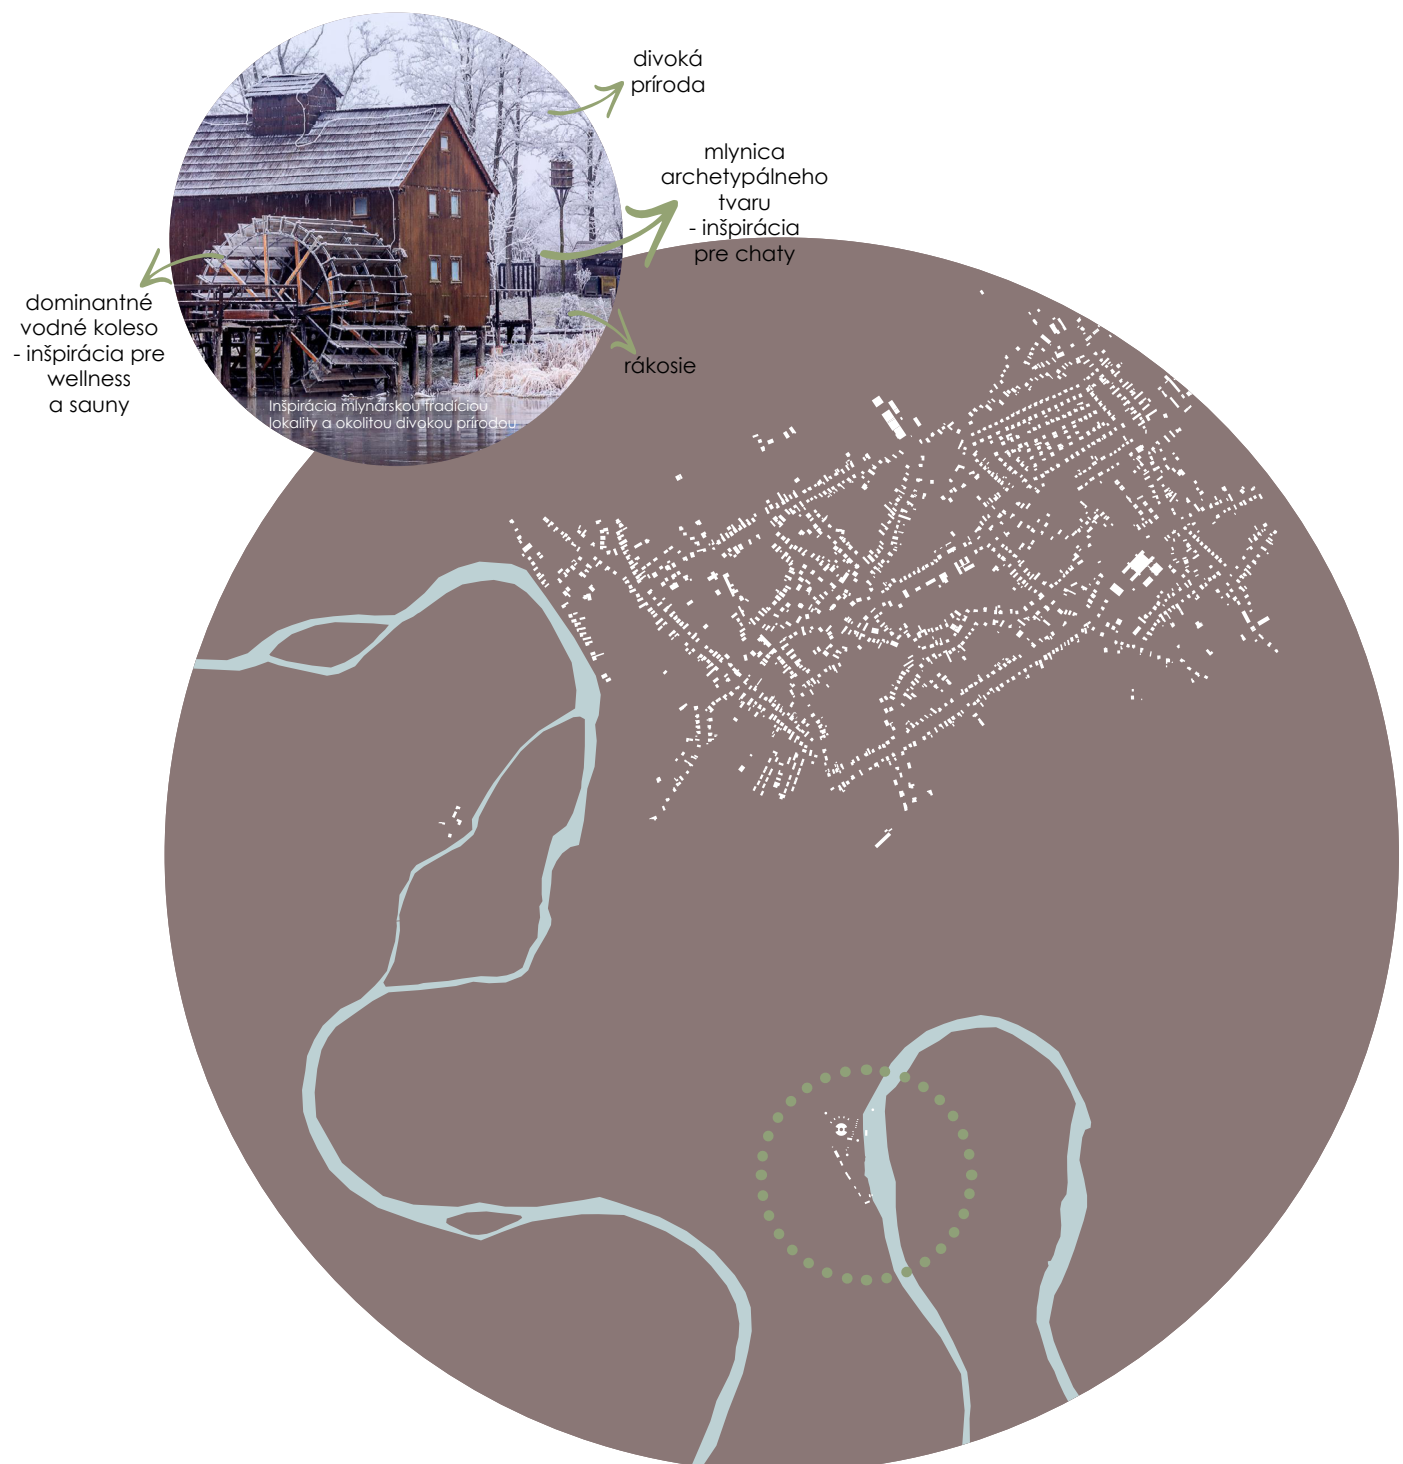 divoká
príroda
mlynica
archetypálneho
tvaru
- inšpirácia
pre chaty
dominantné
vodné koleso
- inšpirácia pre
wellness
a sauny
rákosie
Inšpirácia mlynárskou tradíciou
lokality a okolitou divokou prírodou